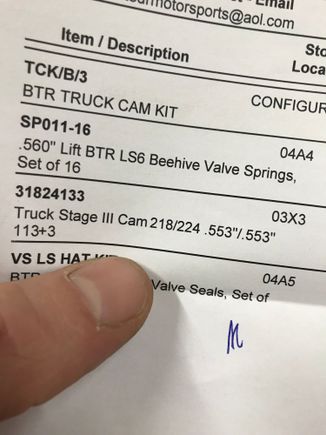 Email
motorsports@aol.com
Item / Description
TCK/B/3
BTR TRUCK CAM KIT CONFIGUR
SP011-16 04A4
.560" Lift BTR LS6 Beehive Valve Springs,
Set of 16
31824133 03X3
Truck Stage III Cam 218/224 .553"/.553"
113+3
VS LS HAT 04A5
Valve Seals, Set of
M